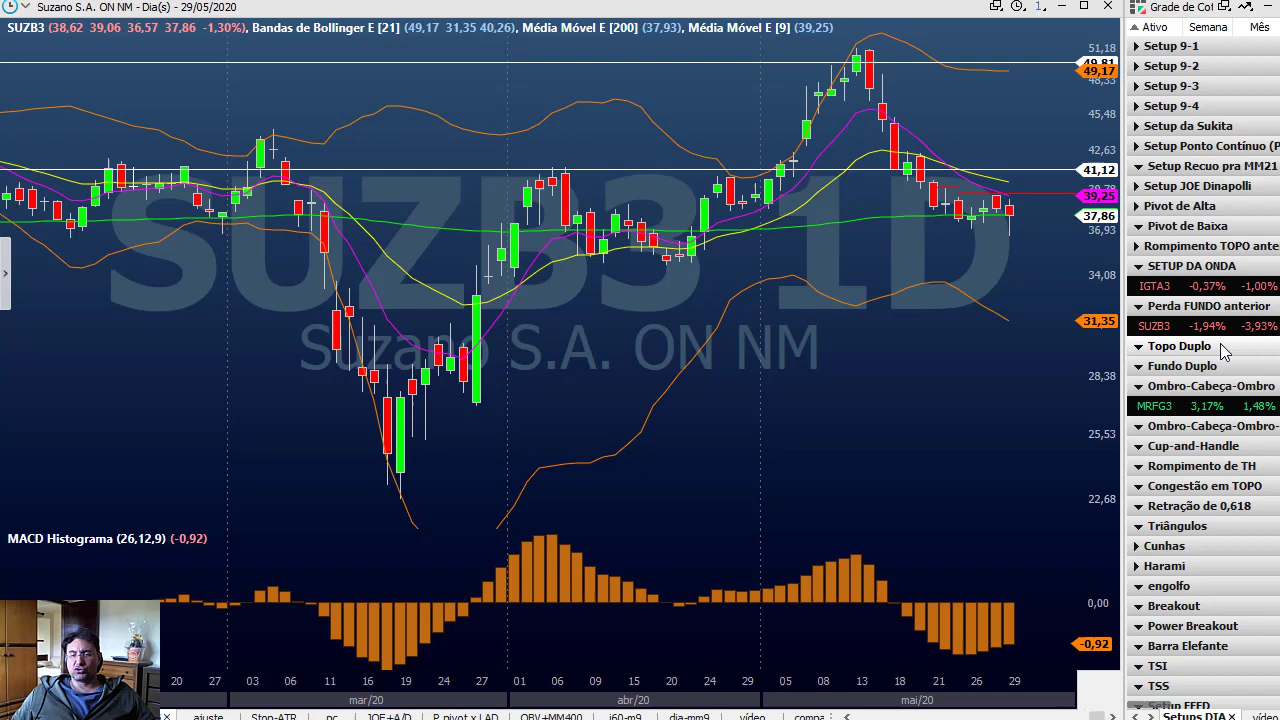 Suzano S.A. ON NM - Dia(s) - 29/05/2020
1
SUZB3 (38,62 39,06 36,57 37,86 -1,30%), Bandas de Bollinger E [21] (49,17 31,35 40,26), Média Móvel E [200] (37,93), Média Móvel E [9] (39,25)
SUZB3 1D
Suzano S.A. ON NM
51,18
49,81
49,17
48,33
45,48
42,63
41,12
39,25
37,86
36,93
34,08
31,35
28,38
25,53
22,68
MACD Histograma (26,12,9) (-0,92)
0,00
-0,92
20 27 03 06 10 13 16 19 24 27 01 06 09 15 20 24 29 05 08 13 18 21 26 29
mar/20 abr/20 mai/20
ajuste Stop-ATR pc JOE+A/D P pivot x LAD OBV+MM400 i60-m9 dia-mm9 vídeo compa
Grade de Cot
Ativo Semana Mês
Setup 9-1
Setup 9-2
Setup 9-3
Setup 9-4
Setup da Sukita
Setup Ponto Contínuo (P
Setup Recuo pra MM21
Setup JOE Dinapolli
Pivot de Alta
Pivot de Baixa
Rompimento TOPO ante
SETUP DA ONDA
IGTA3 -0,37% -1,00%
Perda FUNDO anterior
SUZB3 -1,94% -3,93%
Topo Duplo
Fundo Duplo
Ombro-Cabeça-Ombro
MRFG3 3,17% 1,48%
Ombro-Cabeça-Ombro-
Cup-and-Handle
Rompimento de TH
Congestão em TOPO
Retração de 0,618
Triângulos
Cunhas
Harami
engolfo
Breakout
Power Breakout
Barra Elefante
TSI
TSS
Setup FFFD
Setups DIA vídeo